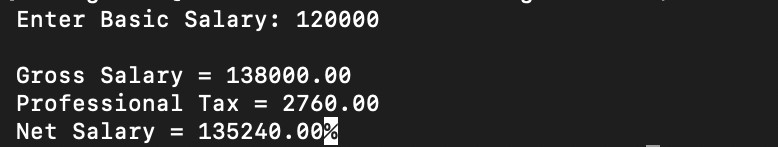 Enter Basic Salary: 120000
Gross Salary = 138000.00
Professional Tax = 2760.00
Net Salary = 135240.00%